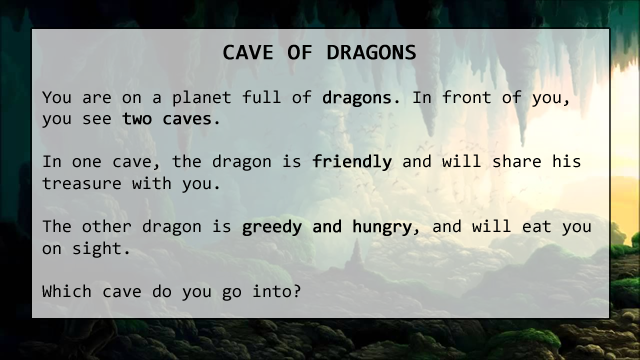 CAVE OF DRAGONS
You are on a planet full of dragons. In front of you,
you see two caves.
In one cave, the dragon is friendly and will share his
treasure with you.
The other dragon is greedy and hungry, and will eat you
on sight.
Which cave do you go into?